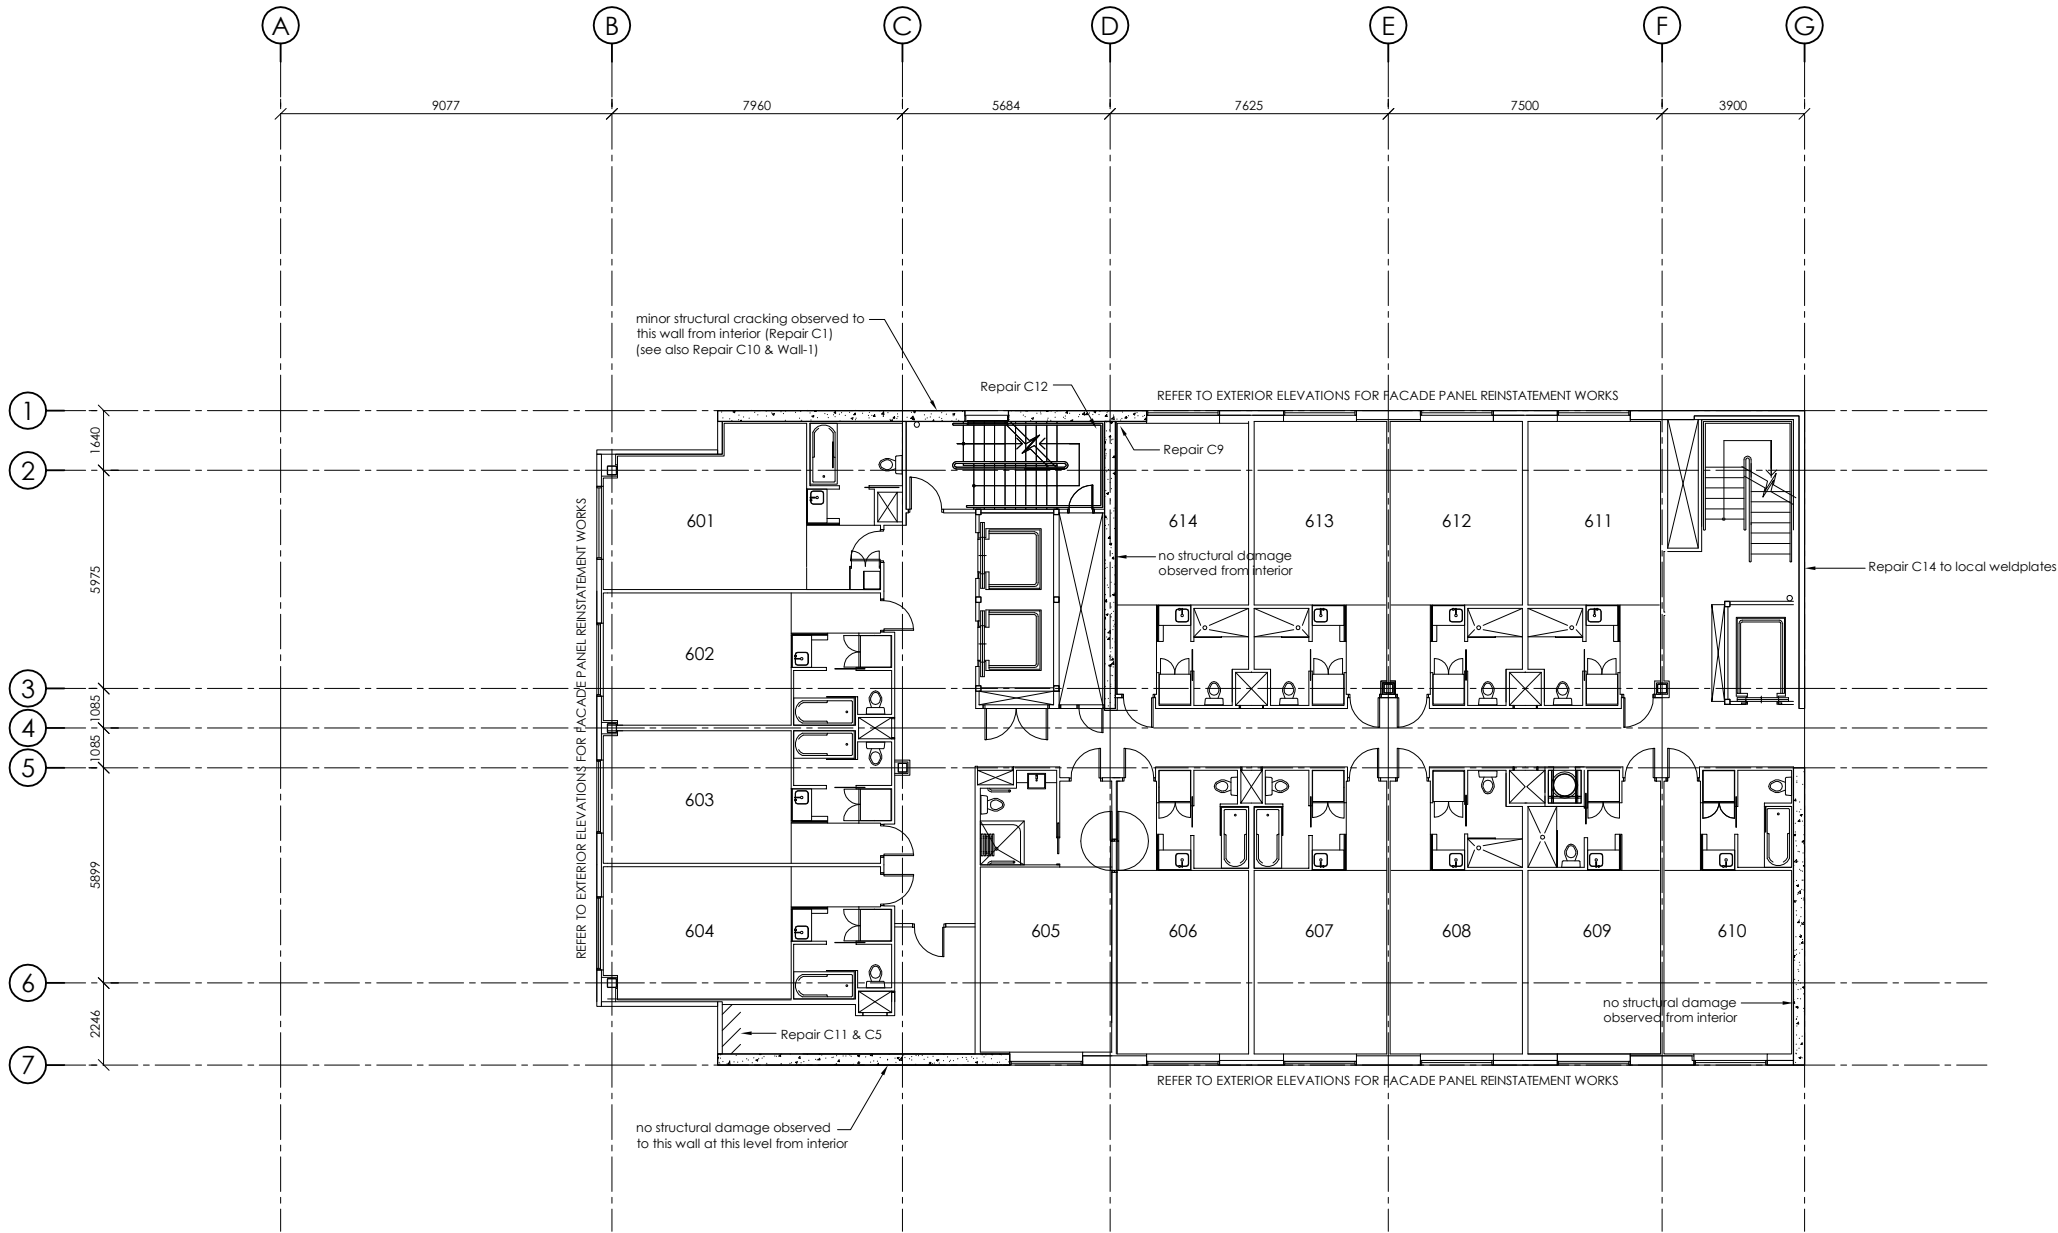 A
B
C
D
E
F
G
9077
7960
5684
7625
7500
3900
minor structural cracking observed to
this wall from interior (Repair C1)
(see also Repair C10 & Wall-1)
Repair C12
REFER TO EXTERIOR ELEVATIONS FOR FACADE PANEL REINSTATEMENT WORKS
1
2
3
4
5
6
7
1640
5975
1085
1085
5899
2246
REFER TO EXTERIOR ELEVATIONS FOR FACADE PANEL REINSTATEMENT WORKS
Repair C9
601
614
613
612
611
no structural damage
observed from interior
Repair C14 to local weldplates
602
603
604
605
606
607
608
609
610
no structural damage
observed from interior
Repair C11 & C5
REFER TO EXTERIOR ELEVATIONS FOR FACADE PANEL REINSTATEMENT WORKS
no structural damage observed
to this wall at this level from interior